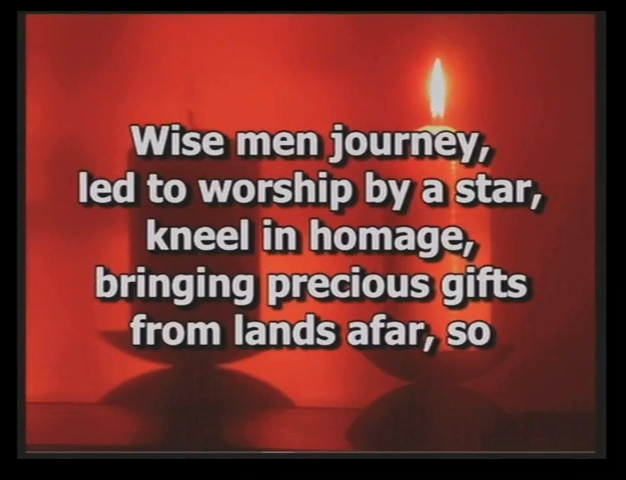 Wise men journey,
led to worship by a star,
kneel in homage,
bringing precious gifts
from lands afar, so